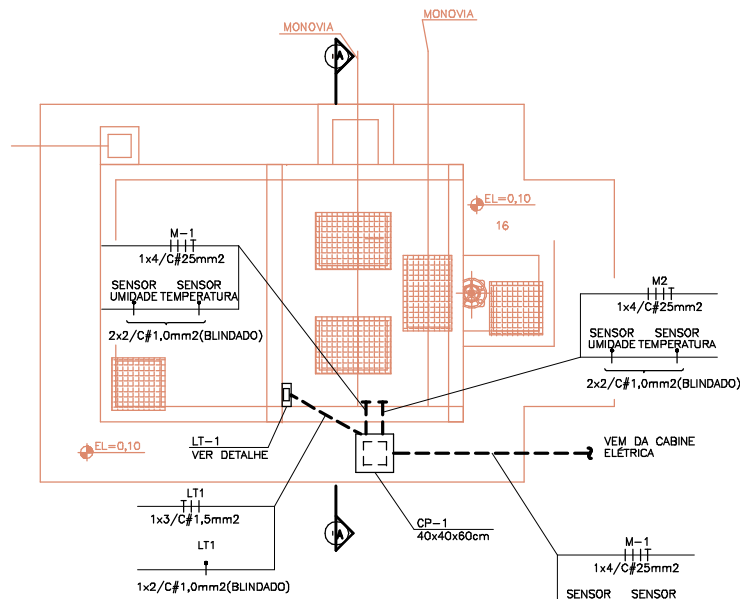 MONOVIA
MONOVIA
A
EL=0,10
16
M-1
1x4/C#25mm2
SENSOR UMIDADE
SENSOR TEMPERATURA
2x2/C#1,0mm2(BLINDADO)
M2
1x4/C#25mm2
SENSOR UMIDADE
SENSOR TEMPERATURA
2x2/C#1,0mm2(BLINDADO)
EL=0,10
LT-1
VER DETALHE
VEM DA CABINE
ELÉTRICA
LT1
1x3/C#1,5mm2
CP-1
40x40x60cm
A
LT1
1x2/C#1,0mm2(BLINDADO)
M-1
1x4/C#25mm2
SENSOR
SENSOR